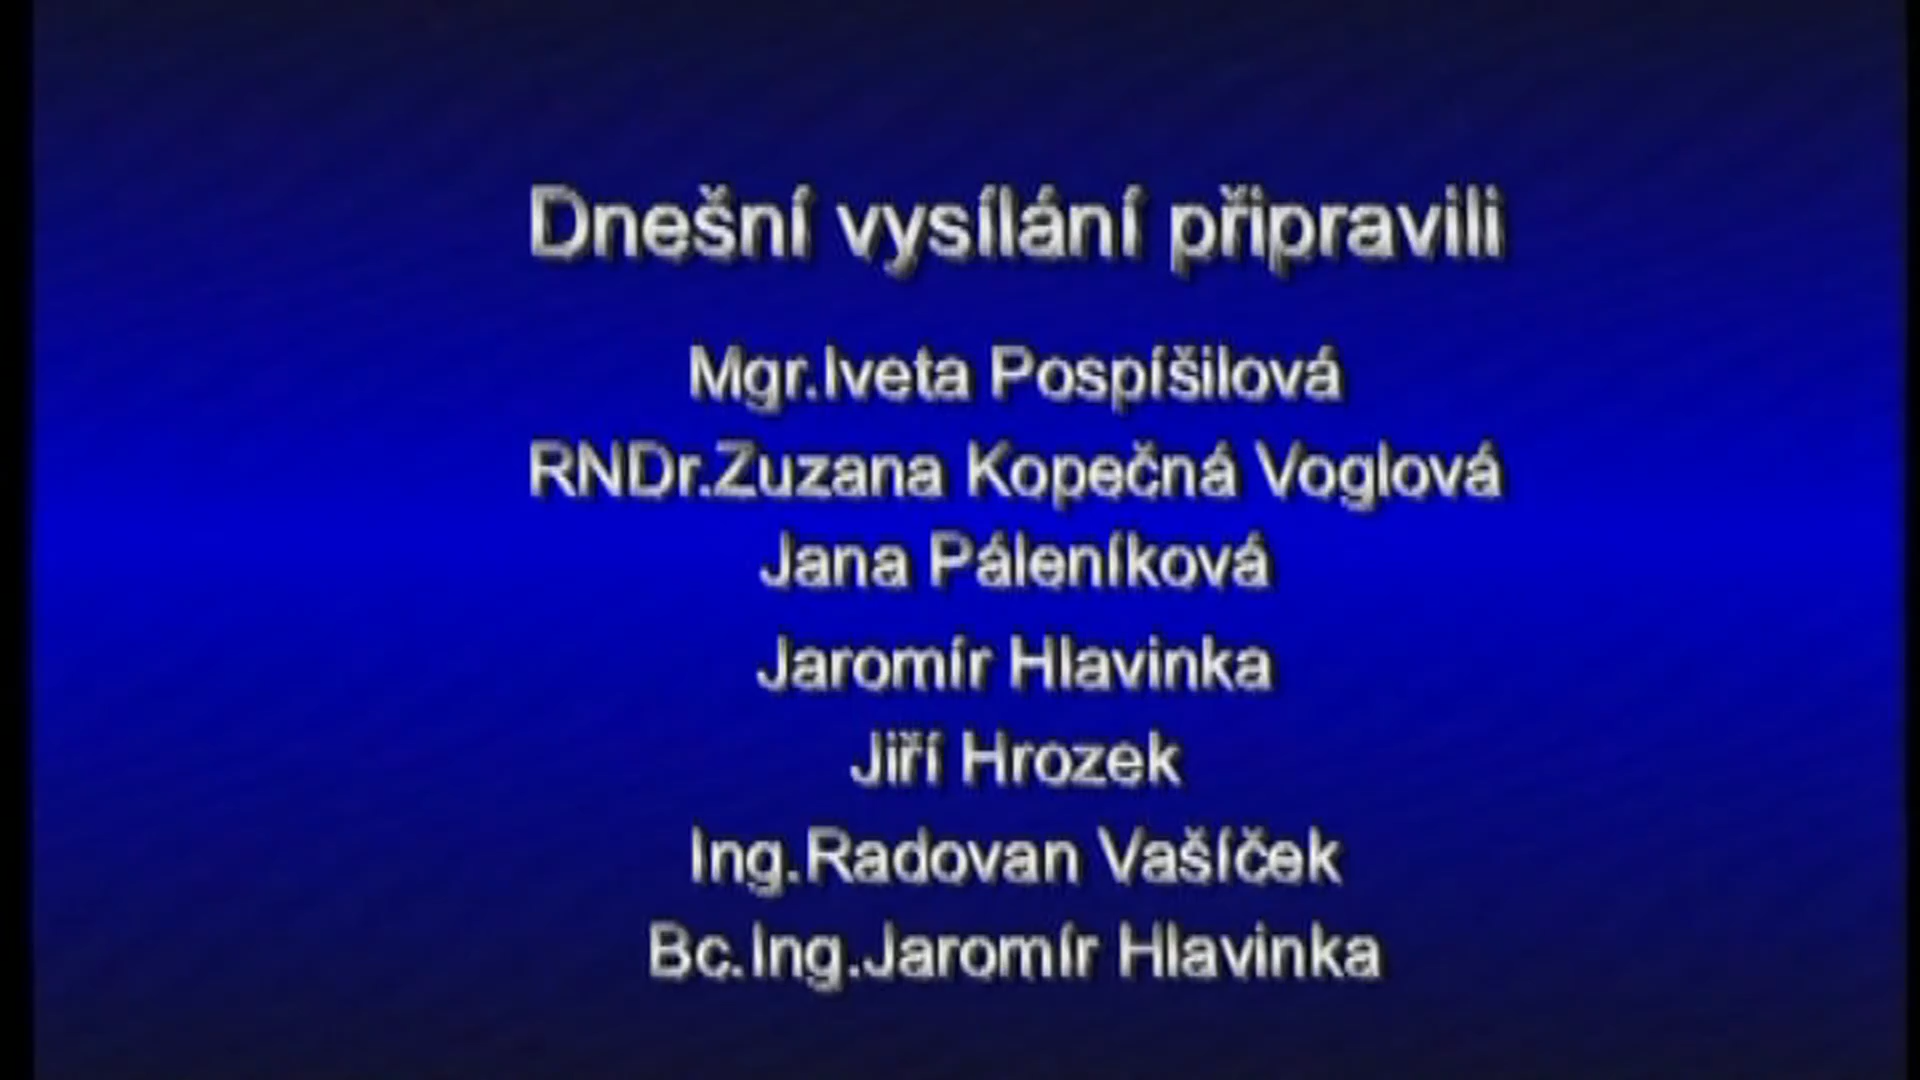 Dnešní vysílání připravili
Mgr.Iveta Pospíšilová
RNDr.Zuzana Kopečná Voglová
Jana Páleníková
Jaromír Hlavinka
Jiří Hrozek
Ing.Radovan Vašíček
Bc.Ing.Jaromír Hlavinka